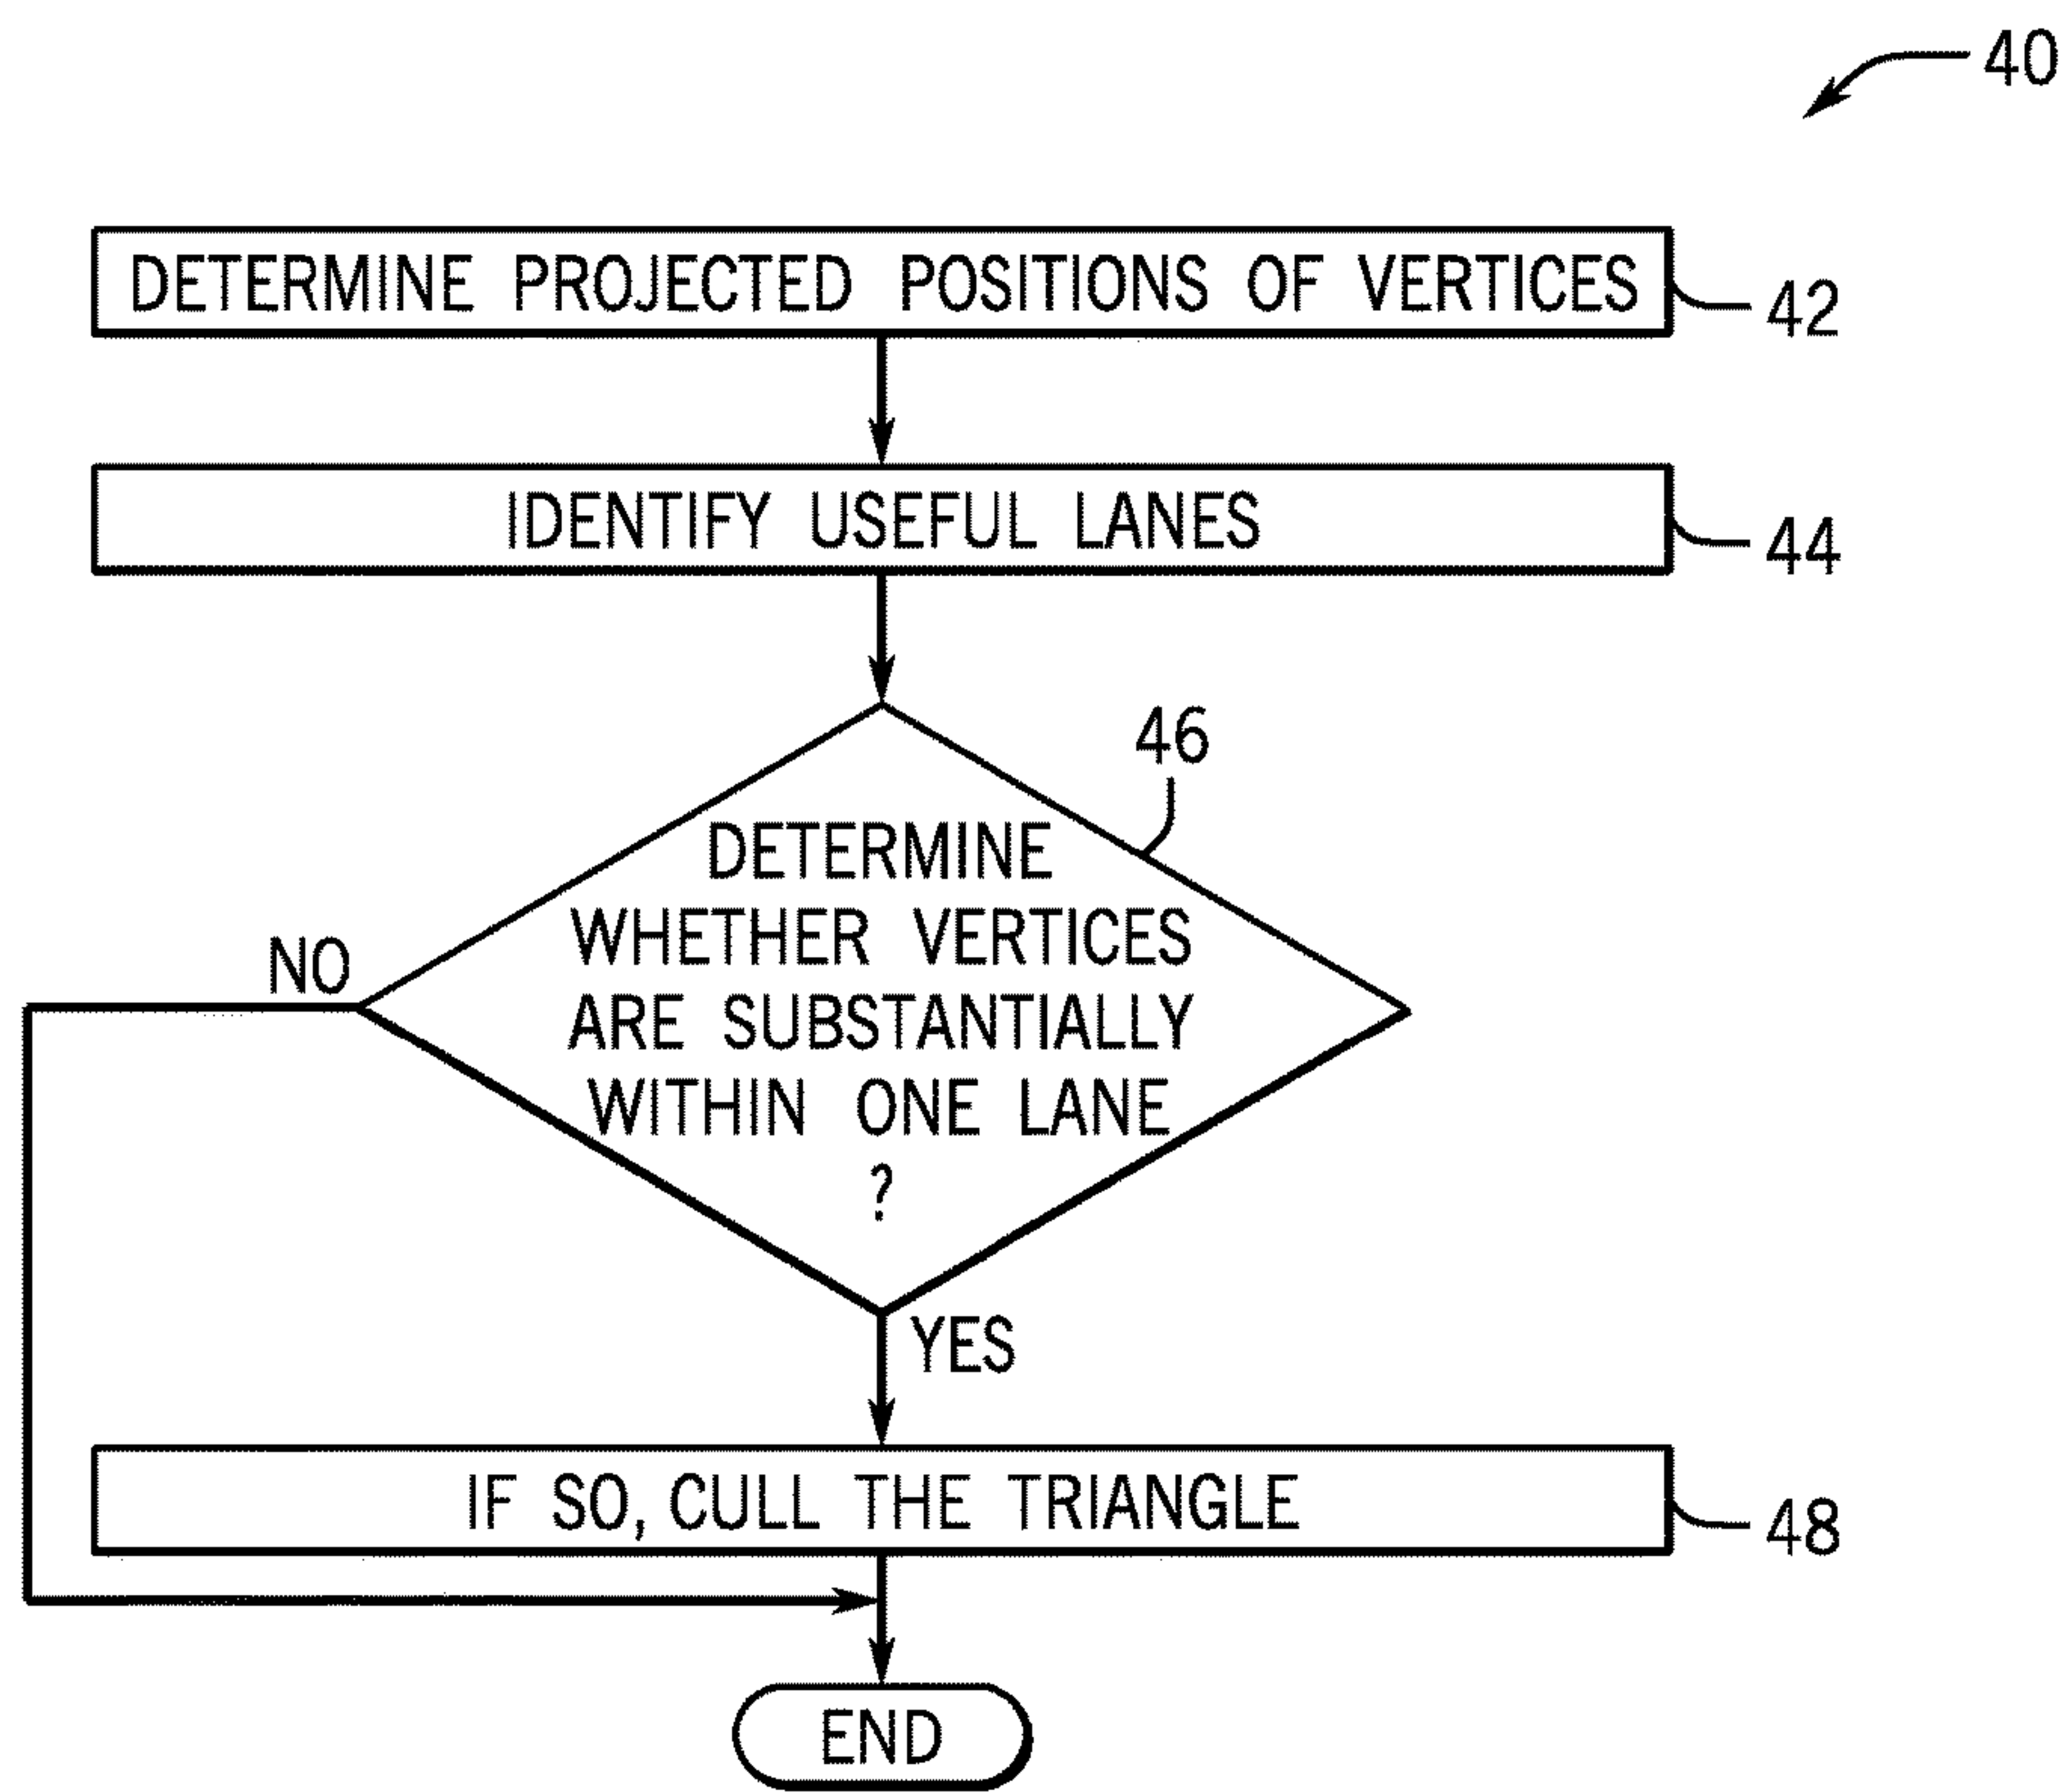 40
DETERMINE PROJECTED POSITIONS OF VERTICES
42
IDENTIFY USEFUL LANES
44
46
DETERMINE
WHETHER VERTICES
ARE SUBSTANTIALLY
WITHIN ONE LANE
?
NO
YES
IF SO, CULL THE TRIANGLE
48
END